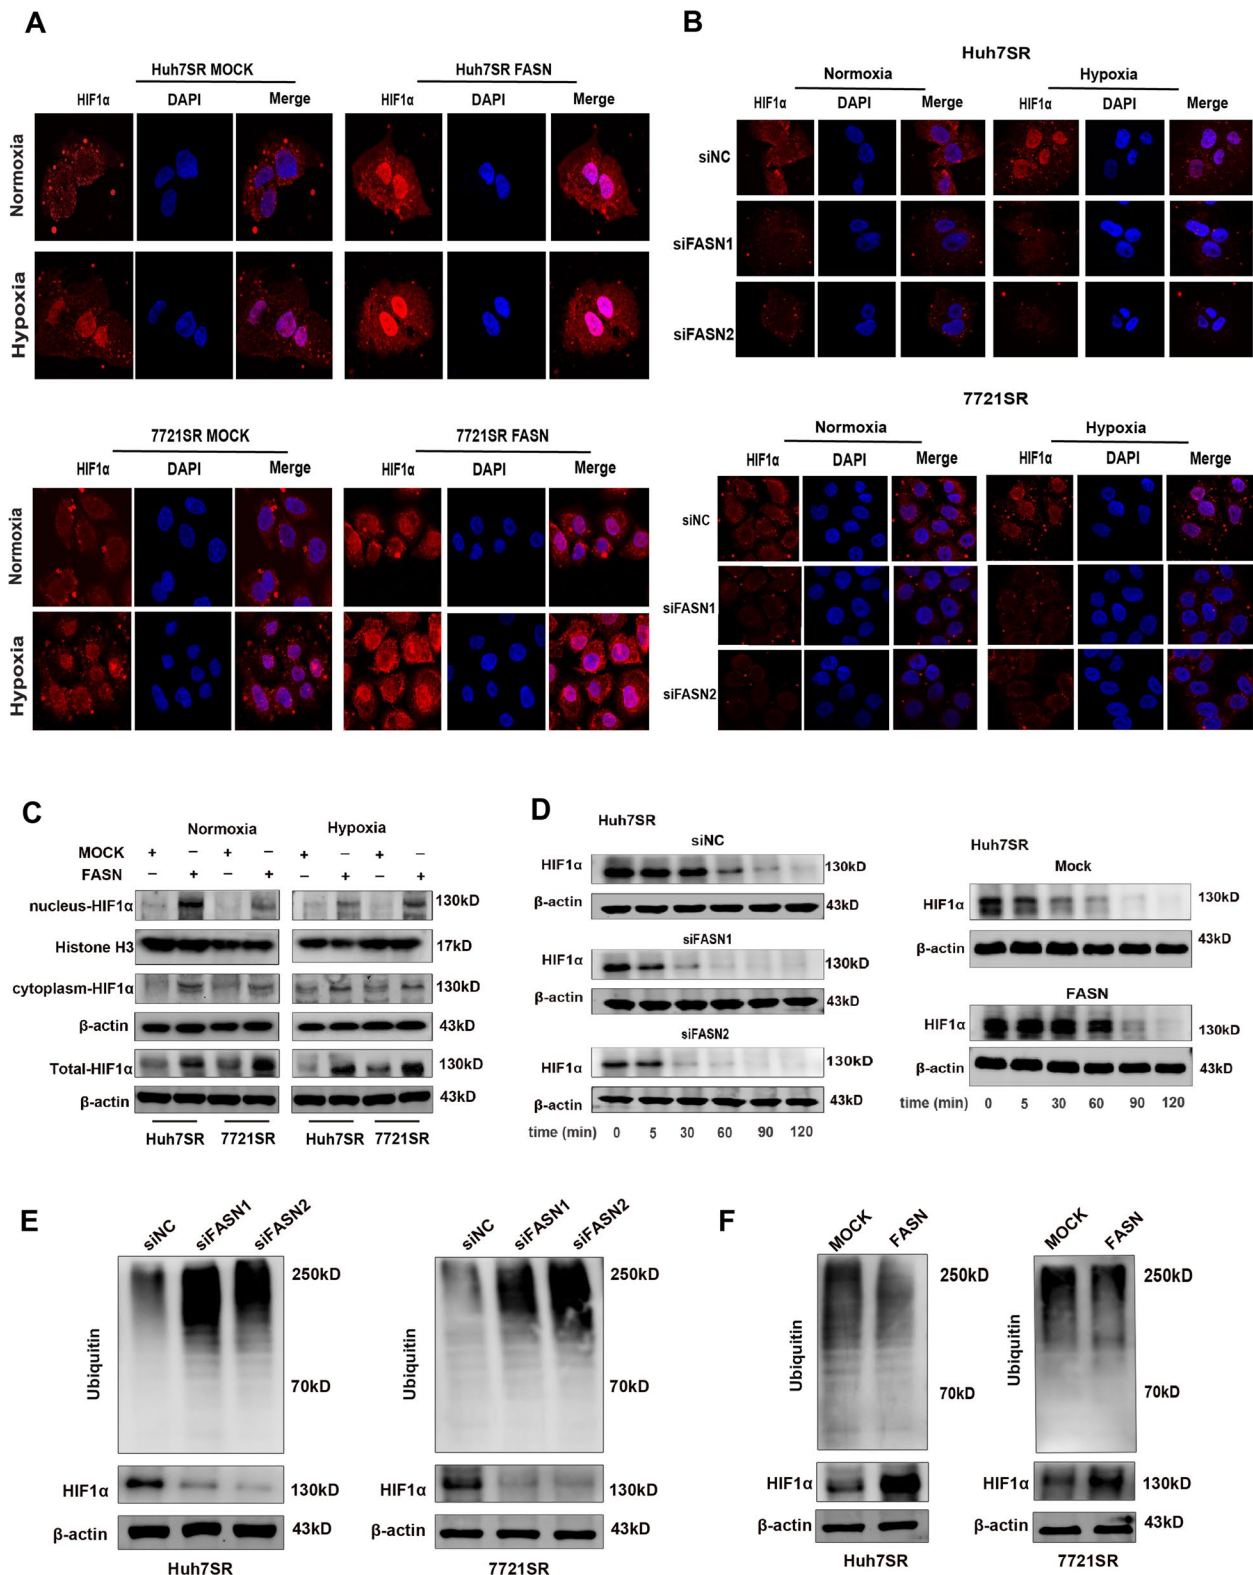 A
Huh7SR MOCK
Huh7SR FASN
HIF1α DAPI Merge HIF1α DAPI Merge
Normoxia
Hypoxia
7721SR MOCK
7721SR FASN
HIF1α DAPI Merge HIF1α DAPI Merge
Normoxia
Hypoxia
B
Huh7SR
Normoxia Hypoxia
HIF1α DAPI Merge HIF1α DAPI Merge
siNC
siFASN1
siFASN2
7721SR
Normoxia Hypoxia
HIF1α DAPI Merge HIF1α DAPI Merge
siNC
siFASN1
siFASN2
C
Normoxia Hypoxia
MOCK + – + – + – + –
FASN – + – + – + – +
nucleus-HIF1α 130kD
Histone H3 17kD
cytoplasm-HIF1α 130kD
β-actin 43kD
Total-HIF1α 130kD
β-actin 43kD
Huh7SR 7721SR Huh7SR 7721SR
D
Huh7SR
siNC
HIF1α 130kD
β-actin 43kD
siFASN1
HIF1α 130kD
β-actin 43kD
siFASN2
HIF1α 130kD
β-actin 43kD
time (min) 0 5 30 60 90 120
Huh7SR
Mock
HIF1α 130kD
β-actin 43kD
FASN
HIF1α 130kD
β-actin 43kD
time (min) 0 5 30 60 90 120
E
siNC siFASN1 siFASN2
Ubiquitin
250kD
70kD
HIF1α 130kD
β-actin 43kD
Huh7SR
siNC siFASN1 siFASN2
Ubiquitin
250kD
70kD
HIF1α 130kD
β-actin 43kD
7721SR
F
MOCK FASN
Ubiquitin
250kD
70kD
HIF1α 130kD
β-actin 43kD
Huh7SR
MOCK FASN
Ubiquitin
250kD
70kD
HIF1α 130kD
β-actin 43kD
7721SR